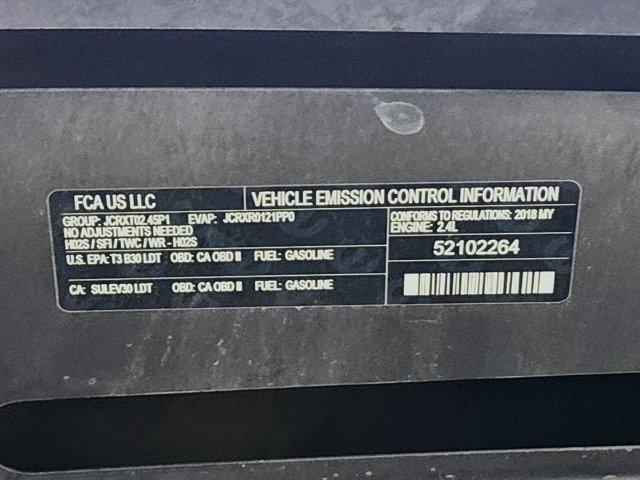 FCA US LLC
VEHICLE EMISSION CONTROL INFORMATION
GROUP: JCRXT02.45P1 EVAP: JCRXR0121PP0
NO ADJUSTMENTS NEEDED
H02S / SFI / TWC / WR - H02S
CONFORMS TO REGULATIONS: 2018 MY
ENGINE: 2.4L
U.S. EPA: T3 B30 LDT OBD: CA OBD II FUEL: GASOLINE
52102264
CA: SULEV30 LDT OBD: CA OBD II FUEL: GASOLINE